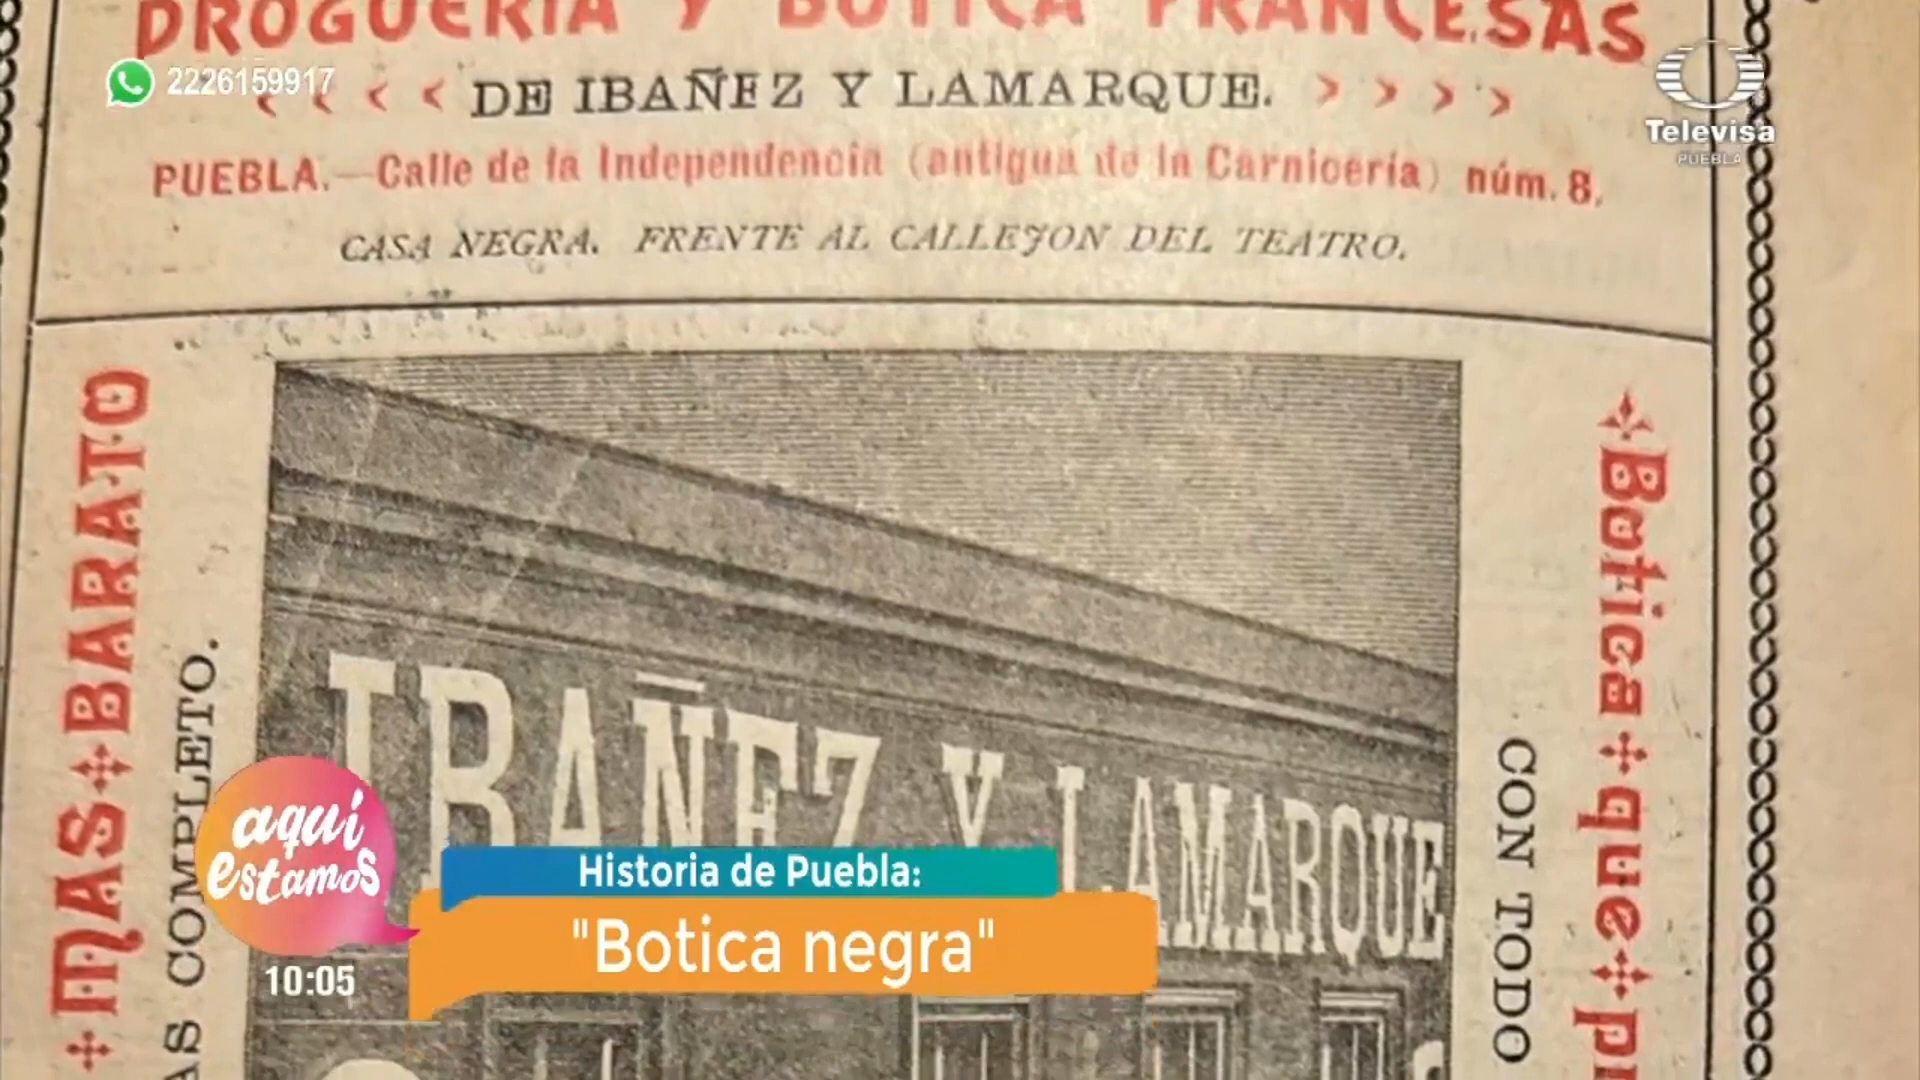 DROGUERIA Y BOTICA FRANCESAS
2226159917
DE IBAÑEZ Y LAMARQUE.
Televisa
PUEBLA
PUEBLA.—Calle de la Independencia (antigua de la Carnicería) núm. 8.
CASA NEGRA. FRENTE AL CALLEJON DEL TEATRO.
MAS BARATO
COMPLETO.
IBAÑEZ Y LAMARQUE
CON TODO
Botica que
aquí
estamos
Historia de Puebla:
"Botica negra"
10:05